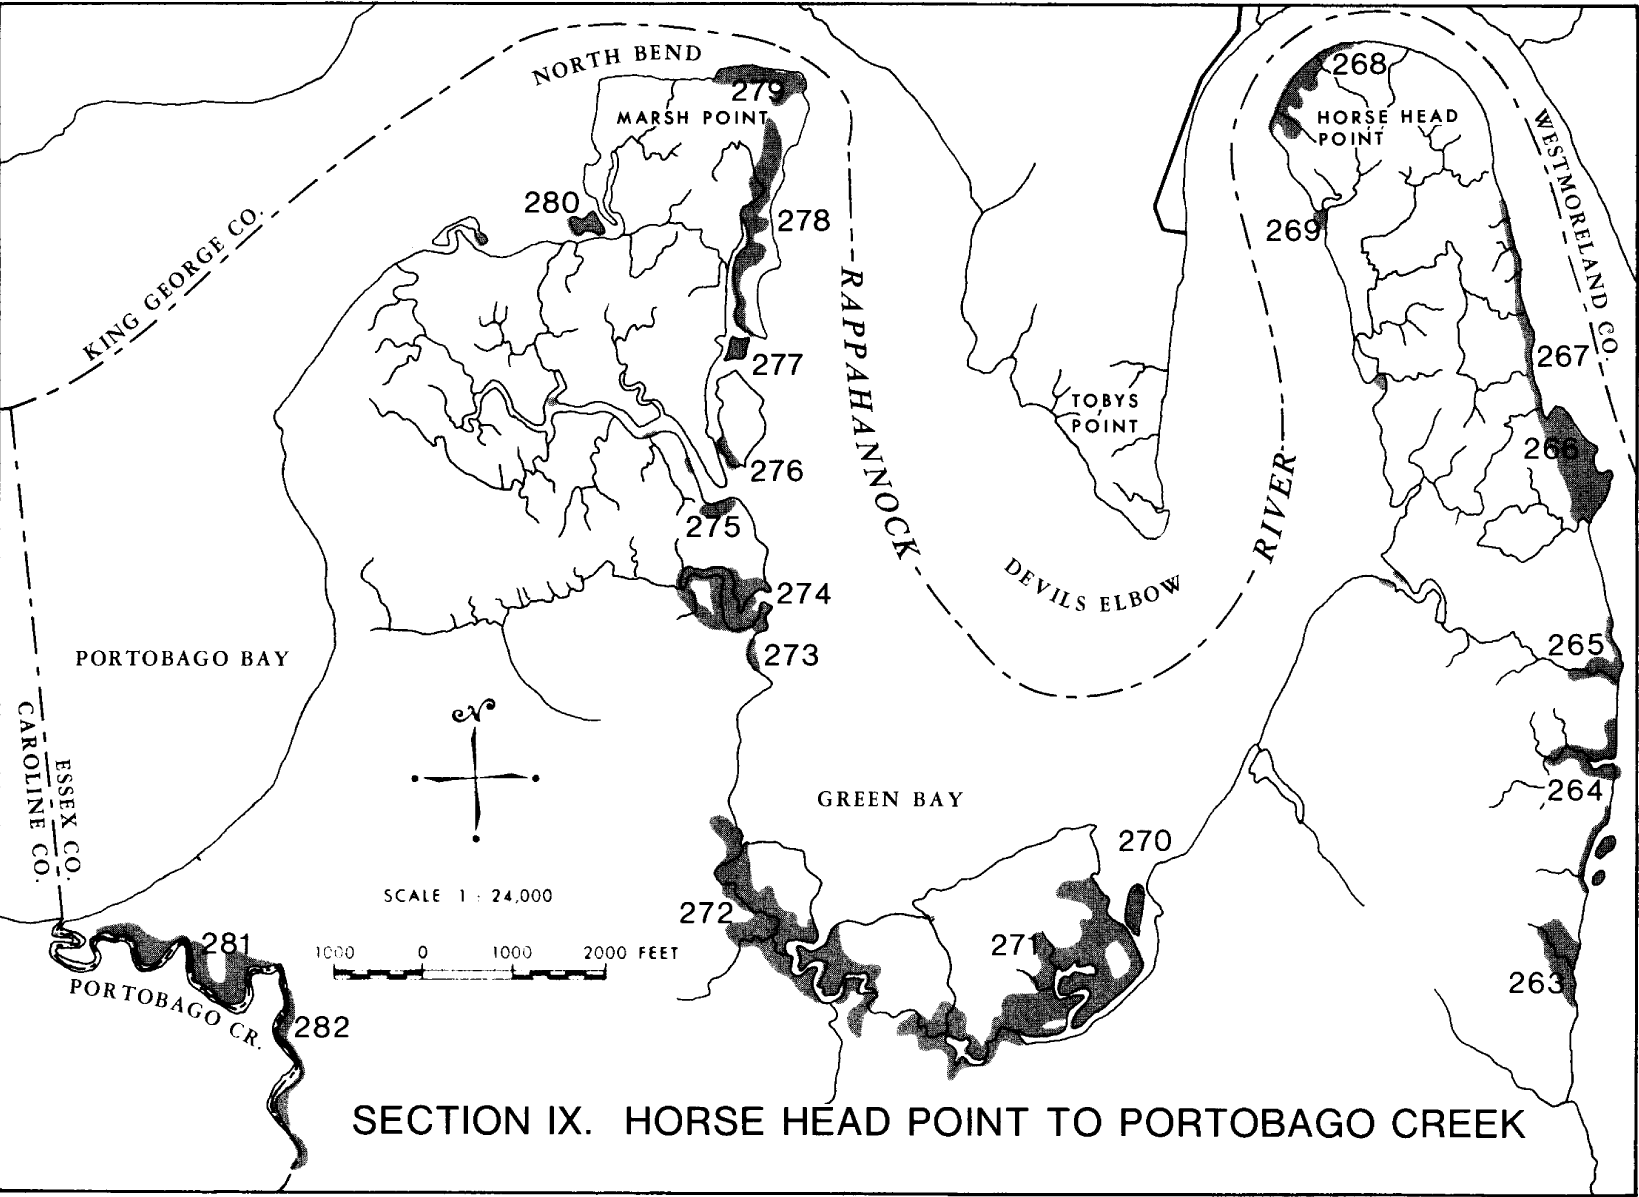 NORTH BEND
268
279
MARSH POINT
HORSE HEAD
POINT
WESTMORELAND CO.
280
278
269
KING GEORGE CO.
RAPPAHANNOCK
RIVER
277
267
TOBYS
POINT
266
276
275
DEVILS ELBOW
274
273
265
PORTOBAGO BAY
N
CAROLINE CO.
ESSEX CO.
GREEN BAY
264
270
SCALE 1 : 24,000
272
271
281
1000 0 1000 2000 FEET
263
PORTOBAGO CR.
282
SECTION IX. HORSE HEAD POINT TO PORTOBAGO CREEK